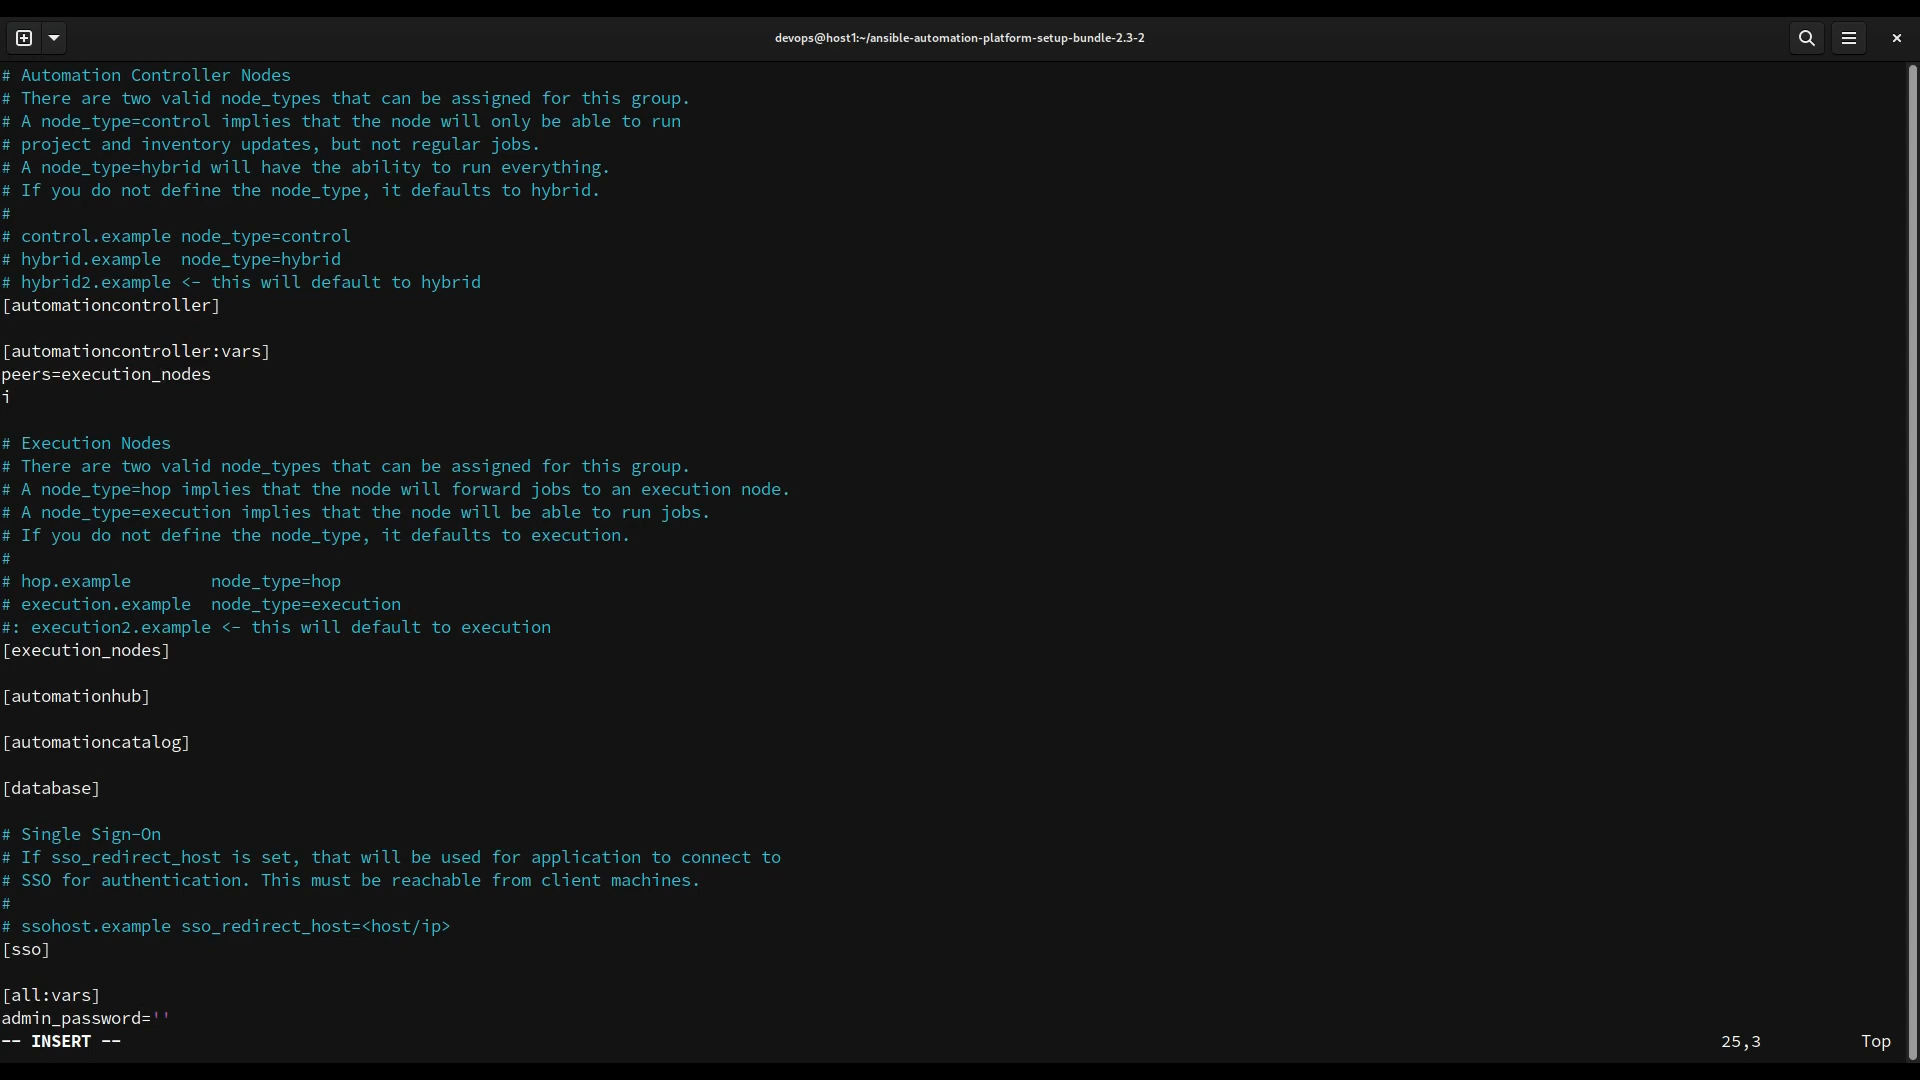 devops@host1:~/ansible-automation-platform-setup-bundle-2.3-2
# Automation Controller Nodes
# There are two valid node_types that can be assigned for this group.
# A node_type=control implies that the node will only be able to run
# project and inventory updates, but not regular jobs.
# A node_type=hybrid will have the ability to run everything.
# If you do not define the node_type, it defaults to hybrid.
#
# control.example node_type=control
# hybrid.example  node_type=hybrid
# hybrid2.example <- this will default to hybrid
[automationcontroller]
[automationcontroller:vars]
peers=execution_nodes
i
# Execution Nodes
# There are two valid node_types that can be assigned for this group.
# A node_type=hop implies that the node will forward jobs to an execution node.
# A node_type=execution implies that the node will be able to run jobs.
# If you do not define the node_type, it defaults to execution.
#
# hop.example        node_type=hop
# execution.example  node_type=execution
#: execution2.example <- this will default to execution
[execution_nodes]
[automationhub]
[automationcatalog]
[database]
# Single Sign-On
# If sso_redirect_host is set, that will be used for application to connect to
# SSO for authentication. This must be reachable from client machines.
#
# ssohost.example sso_redirect_host=<host/ip>
[sso]
[all:vars]
admin_password=''
-- INSERT -- 25,3 Top